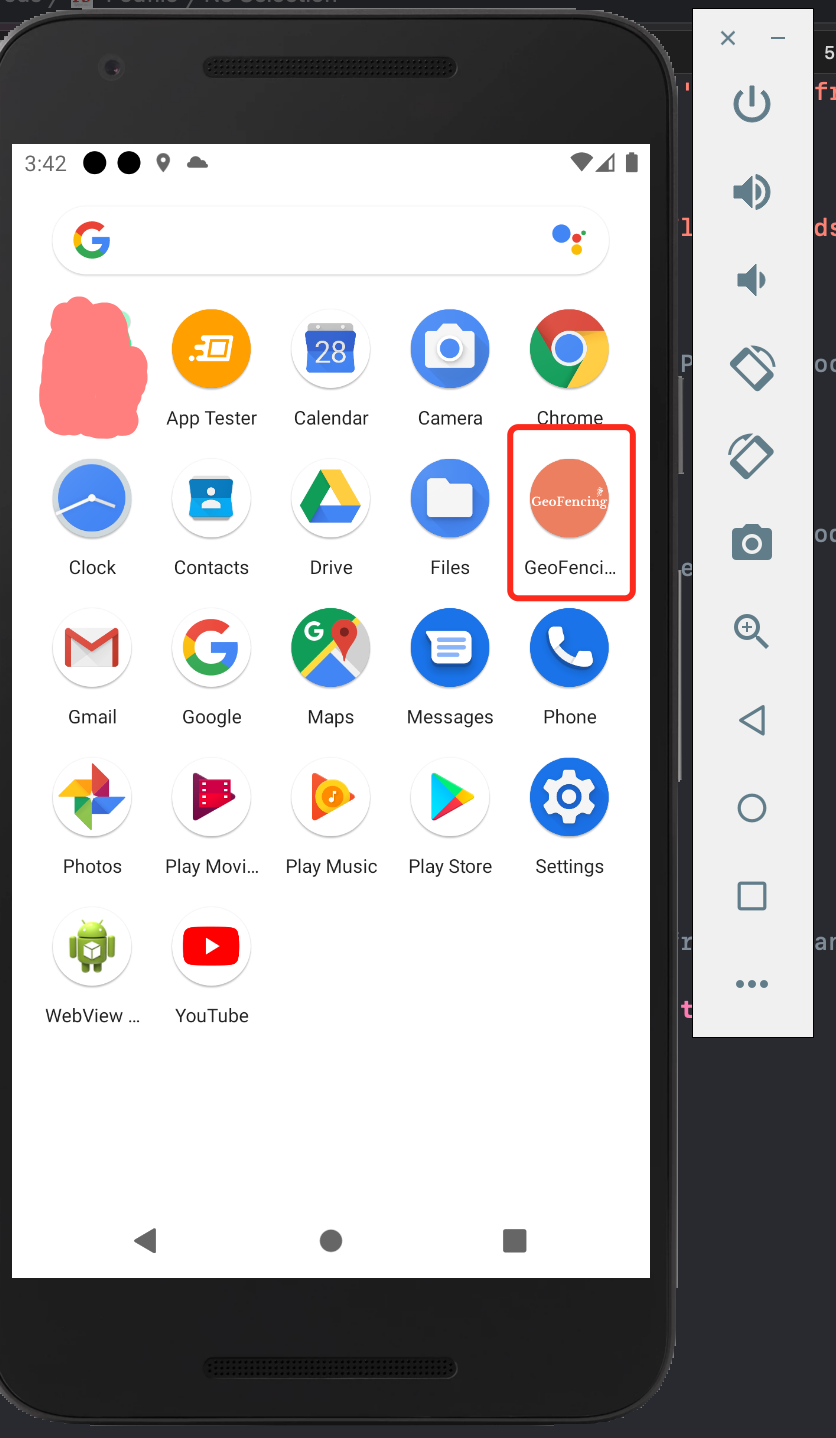 3:42
App Tester
Calendar
28
Camera
Chrome
Clock
Contacts
Drive
Files
GeoFencing
GeoFenci...
Gmail
Google
G
Maps
Messages
Phone
Photos
Play Movi...
Play Music
Play Store
Settings
WebView ...
YouTube